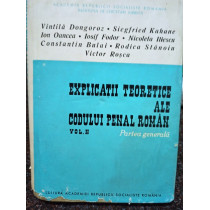 Vintilă Dongoroz • Siegfried Kahane
Ion Oancea • Iosif Fodor • Nicoleta Iliescu
Constantin Bulai • Rodica Stănoiu
Victor Roșca
EXPLICAȚII TEORETICE
ALE
CODULUI PENAL ROMÂN
VOL. II
Partea generală
EDITURA ACADEMIEI REPUBLICII SOCIALISTE ROMÂNIA